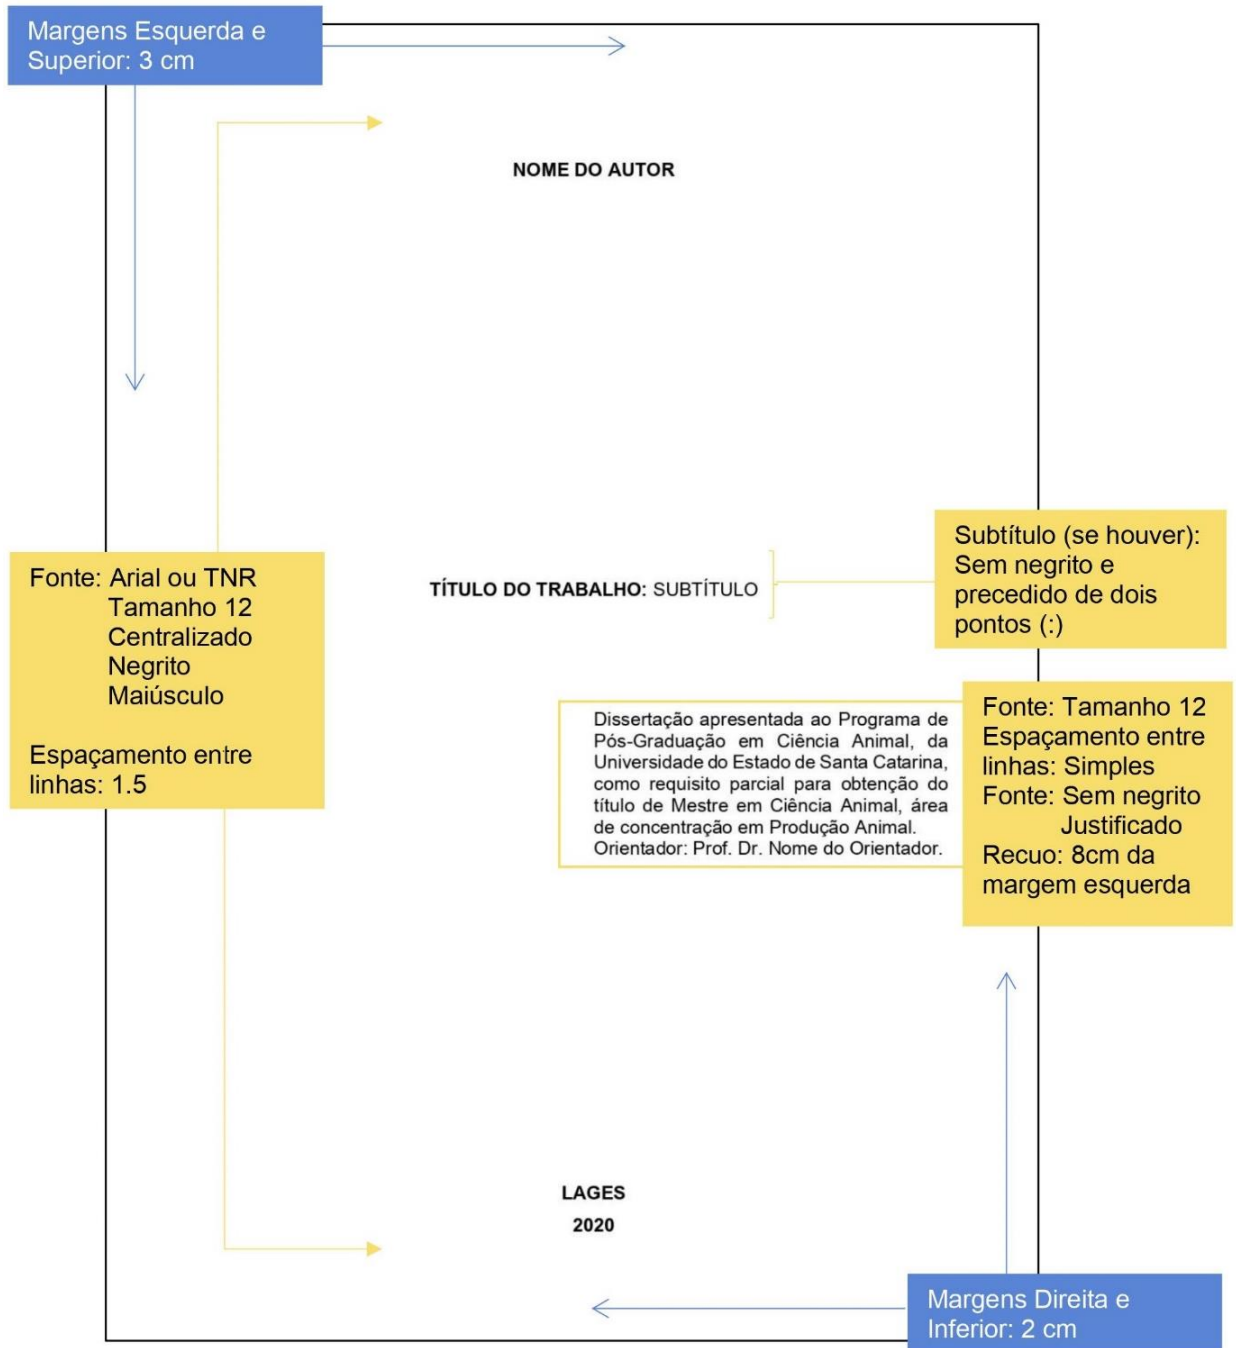 Margens Esquerda e
Superior: 3 cm
NOME DO AUTOR
Fonte: Arial ou TNR
Tamanho 12
Centralizado
Negrito
Maiúsculo
Espaçamento entre
linhas: 1.5
TÍTULO DO TRABALHO: SUBTÍTULO
Subtítulo (se houver):
Sem negrito e
precedido de dois
pontos (:)
Dissertação apresentada ao Programa de
Pós-Graduação em Ciência Animal, da
Universidade do Estado de Santa Catarina,
como requisito parcial para obtenção do
título de Mestre em Ciência Animal, área
de concentração em Produção Animal.
Orientador: Prof. Dr. Nome do Orientador.
Fonte: Tamanho 12
Espaçamento entre
linhas: Simples
Fonte: Sem negrito
Justificado
Recuo: 8cm da
margem esquerda
LAGES
2020
Margens Direita e
Inferior: 2 cm